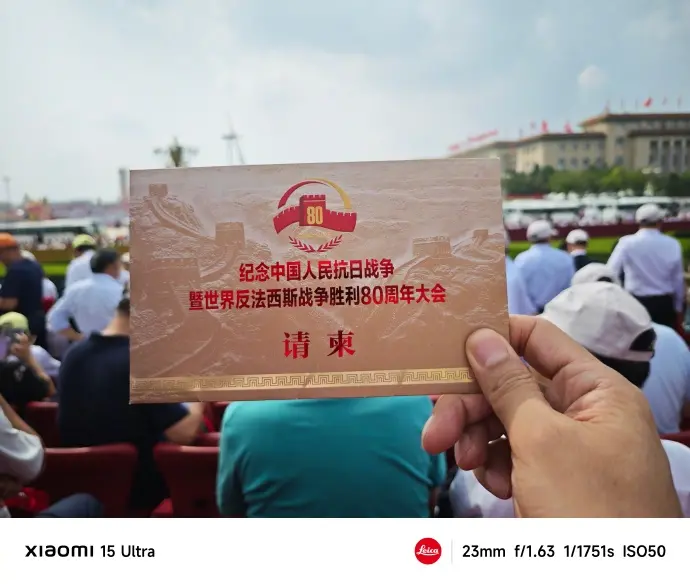 80
纪念中国人民抗日战争
暨世界反法西斯战争胜利80周年大会
请柬
XIAOMI 15 Ultra
Leica
23mm f/1.63 1/1751s ISO50